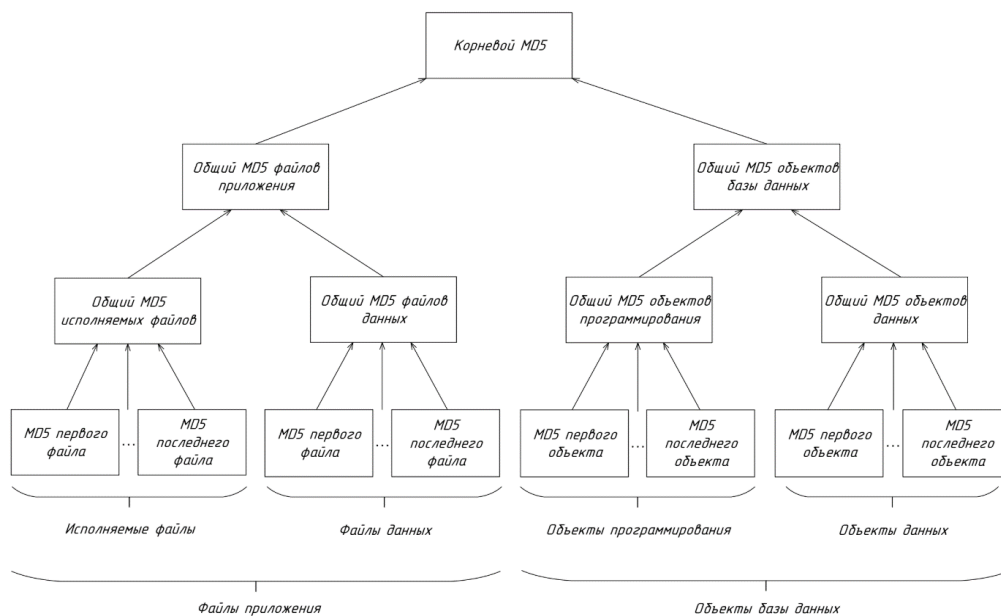 Корневой MD5
Общий MD5 файлов
приложения
Общий MD5 объектов
базы данных
Общий MD5
исполняемых файлов
Общий MD5 файлов
данных
Общий MD5 объектов
программирования
Общий MD5 объектов
данных
MD5 первого
файла
...
MD5
последнего
файла
MD5 первого
файла
...
MD5
последнего
файла
MD5 первого
объекта
...
MD5
последнего
объекта
MD5 первого
объекта
...
MD5
последнего
объекта
Исполняемые файлы
Файлы данных
Объекты программирования
Объекты данных
Файлы приложения
Объекты базы данных